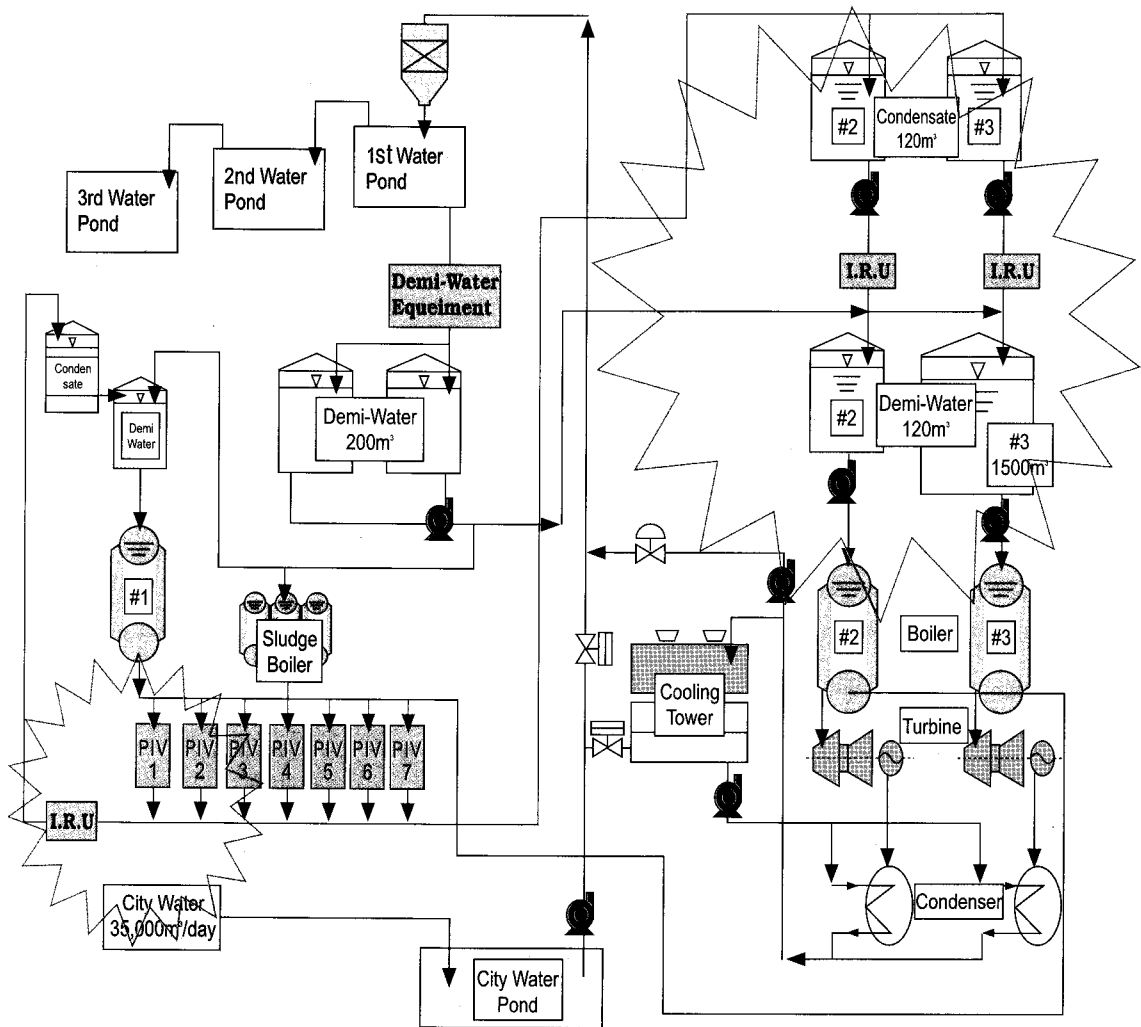 #2
Condensate
120m³
#3
1st Water
Pond
2nd Water
Pond
3rd Water
Pond
I.R.U
I.R.U
Demi-Water
Equeiment
Conden
sate
Demi
Water
Demi-Water
200m³
#2
Demi-Water
120m³
#3
1500m³
#1
Sludge
Boiler
#2
Boiler
#3
Cooling
Tower
Turbine
PIV
1
PIV
2
PIV
3
PIV
4
PIV
5
PIV
6
PIV
7
I.R.U
City Water
35,000m³/day
Condenser
City Water
Pond